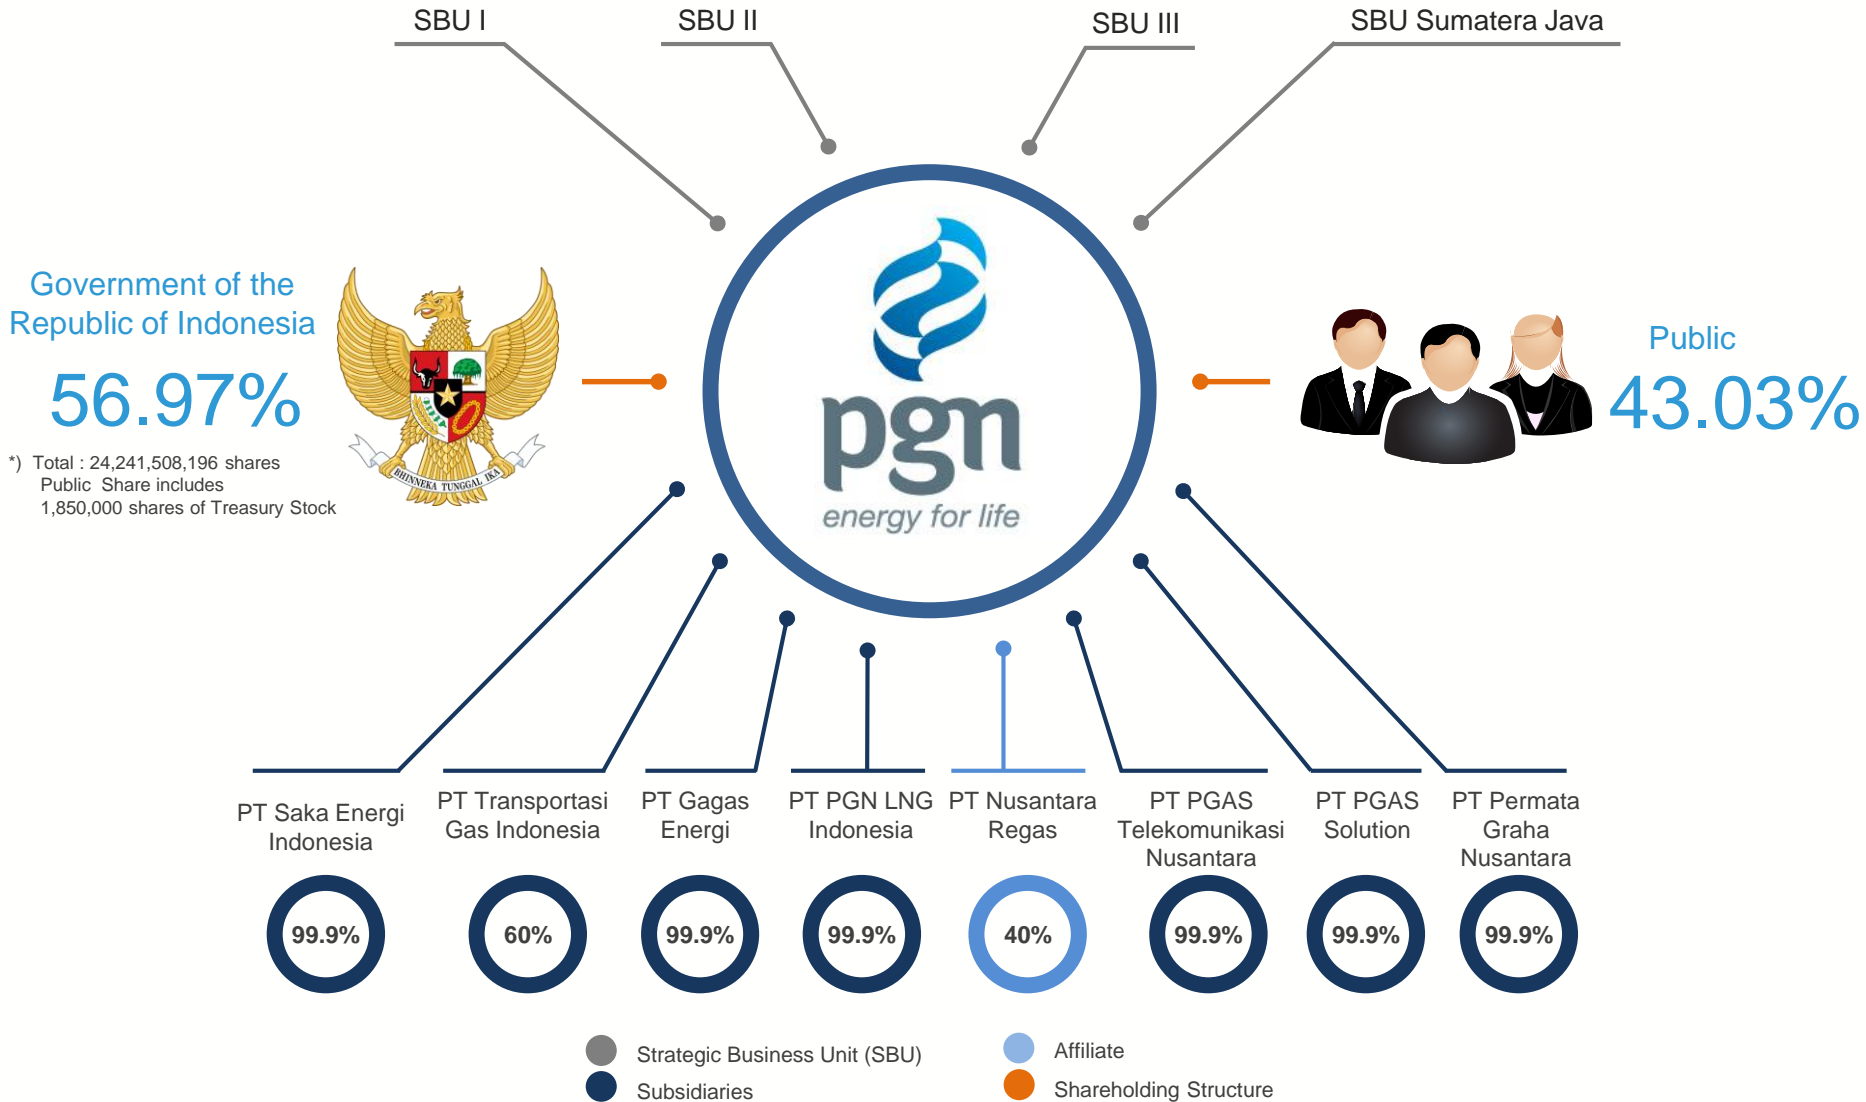 SBU I
SBU II
SBU III
SBU Sumatera Java
Government of the
Republic of Indonesia
56.97%
*) Total : 24,241,508,196 shares
Public Share includes
1,850,000 shares of Treasury Stock
BHINNEKA TUNGGAL IKA
pgn
energy for life
Public
43.03%
PT Saka Energi
Indonesia
99.9%
PT Transportasi
Gas Indonesia
60%
PT Gagas
Energi
99.9%
PT PGN LNG
Indonesia
99.9%
PT Nusantara
Regas
40%
PT PGAS
Telekomunikasi
Nusantara
99.9%
PT PGAS
Solution
99.9%
PT Permata
Graha
Nusantara
99.9%
Strategic Business Unit (SBU)
Subsidiaries
Affiliate
Shareholding Structure